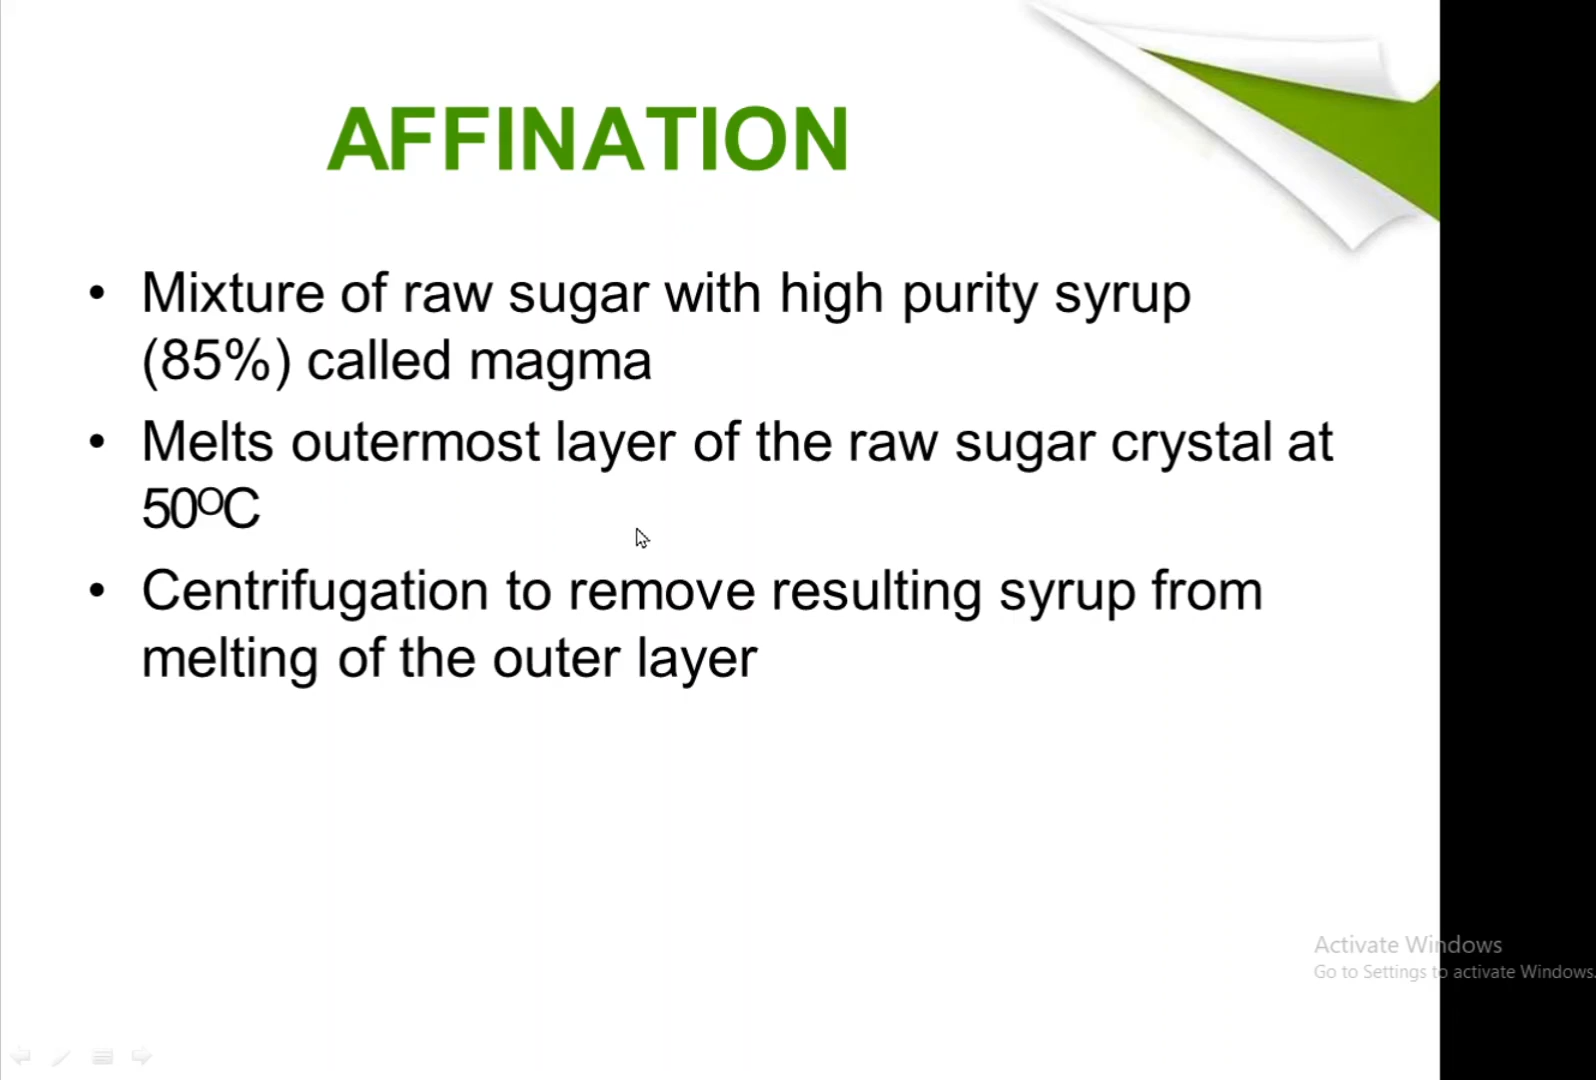 AFFINATION
• Mixture of raw sugar with high purity syrup
(85%) called magma
• Melts outermost layer of the raw sugar crystal at
50ᴼC
• Centrifugation to remove resulting syrup from
melting of the outer layer
Activate Windows
Go to Settings to activate Windows.